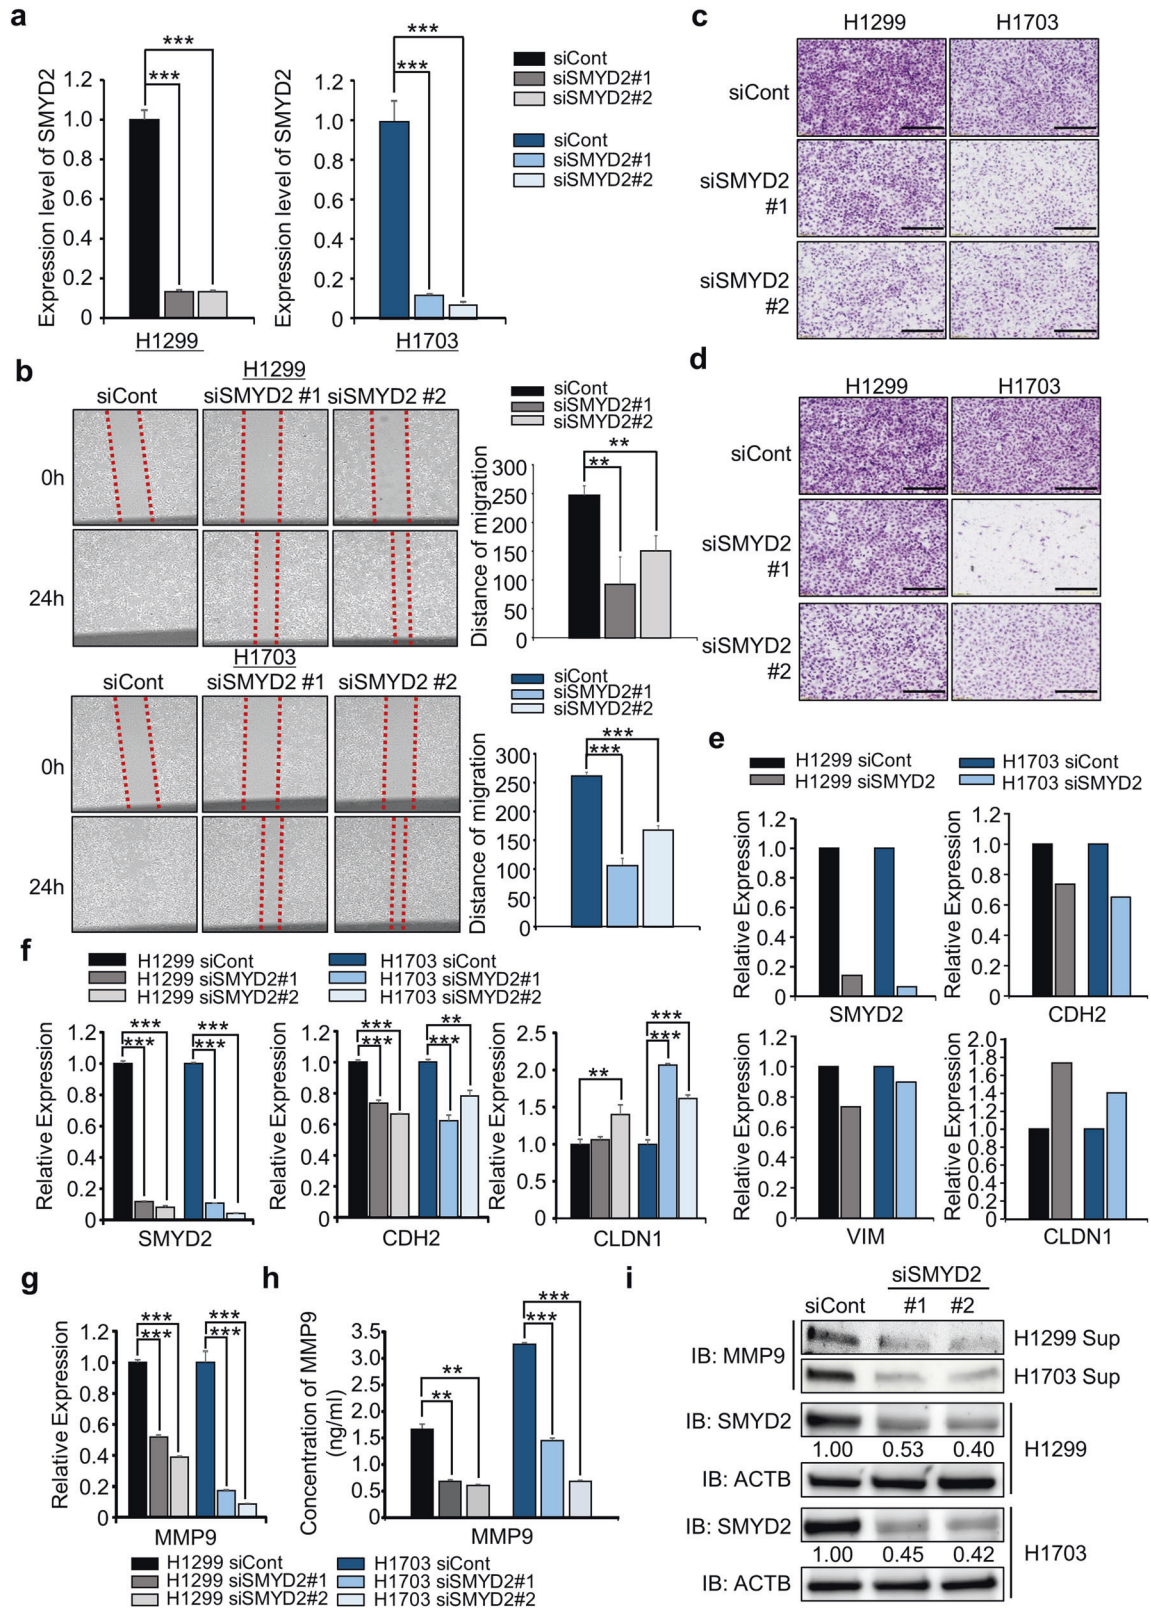 a
Expression level of SMYD2
1.2
1.0
0.8
0.6
0.4
0.2
0
***
***
H1299
Expression level of SMYD2
1.2
1.0
0.8
0.6
0.4
0.2
0
***
***
H1703
siCont
siSMYD2#1
siSMYD2#2
siCont
siSMYD2#1
siSMYD2#2
b
H1299
siCont
siSMYD2 #1
siSMYD2 #2
0h
24h
siCont
siSMYD2#1
siSMYD2#2
Distance of migration
300
250
200
150
100
50
0
**
**
H1703
siCont
siSMYD2 #1
siSMYD2 #2
0h
24h
siCont
siSMYD2#1
siSMYD2#2
Distance of migration
300
250
200
150
100
50
0
***
***
c
H1299
H1703
siCont
siSMYD2
#1
siSMYD2
#2
d
H1299
H1703
siCont
siSMYD2
#1
siSMYD2
#2
e
H1299 siCont
H1299 siSMYD2
H1703 siCont
H1703 siSMYD2
Relative Expression
1.2
1.0
0.8
0.6
0.4
0.2
0
SMYD2
Relative Expression
1.2
1.0
0.8
0.6
0.4
0.2
0
CDH2
Relative Expression
1.2
1.0
0.8
0.6
0.4
0.2
0
VIM
Relative Expression
2.0
1.8
1.6
1.4
1.2
1.0
0.8
0.6
0.4
0.2
0
CLDN1
f
H1299 siCont
H1299 siSMYD2#1
H1299 siSMYD2#2
H1703 siCont
H1703 siSMYD2#1
H1703 siSMYD2#2
Relative Expression
1.2
1.0
0.8
0.6
0.4
0.2
0
***
***
***
***
SMYD2
Relative Expression
1.2
1.0
0.8
0.6
0.4
0.2
0
***
***
**
***
CDH2
Relative Expression
2.5
2.0
1.5
1.0
0.5
0
**
***
***
CLDN1
g
Relative Expression
1.2
1.0
0.8
0.6
0.4
0.2
0
***
***
***
***
MMP9
h
Concentration of MMP9
(ng/ml)
3.5
3.0
2.5
2.0
1.5
1.0
0.5
0
**
**
***
***
MMP9
H1299 siCont
H1299 siSMYD2#1
H1299 siSMYD2#2
H1703 siCont
H1703 siSMYD2#1
H1703 siSMYD2#2
i
siSMYD2
siCont
#1
#2
IB: MMP9
H1299 Sup
H1703 Sup
IB: SMYD2
1.00
0.53
0.40
H1299
IB: ACTB
IB: SMYD2
1.00
0.45
0.42
H1703
IB: ACTB